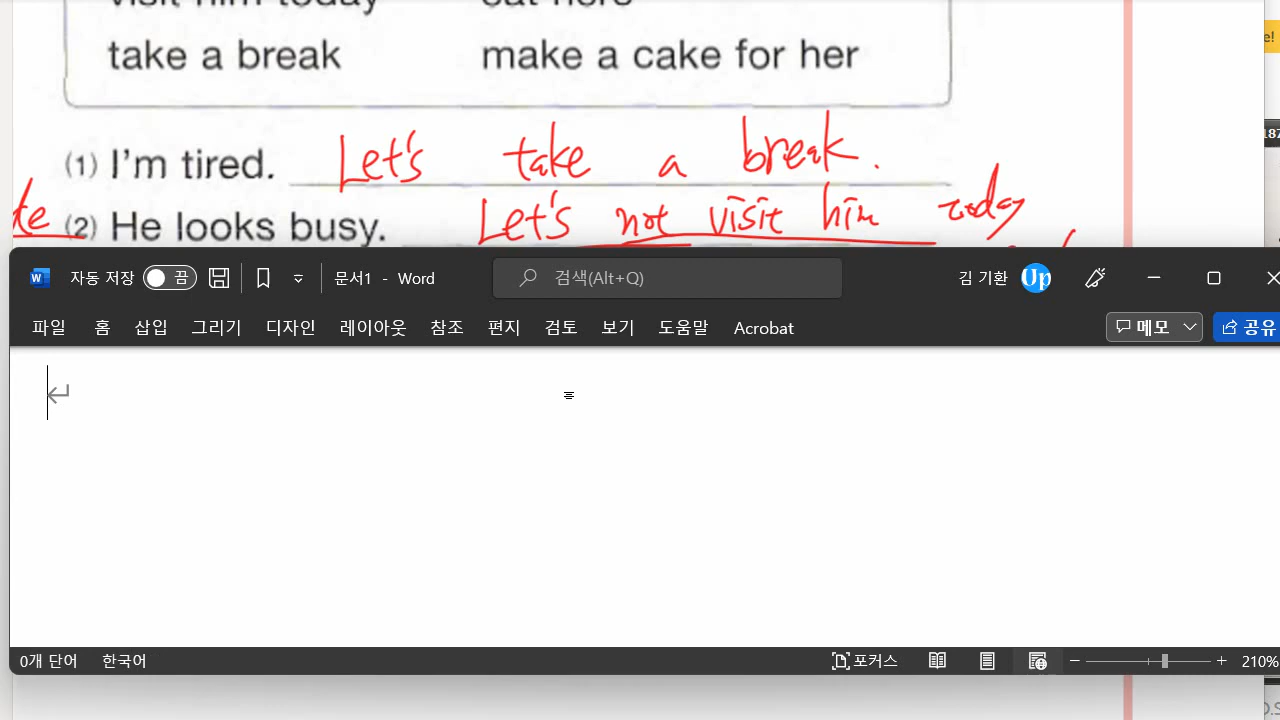 take a break make a cake for her
(1) I'm tired. Let's take a break.
(2) He looks busy. Let's not visit him today
자동 저장 끔 문서1 - Word 검색(Alt+Q) 김 기환 Up
파일 홈 삽입 그리기 디자인 레이아웃 참조 편지 검토 보기 도움말 Acrobat 메모 공유
0개 단어 한국어 포커스 210%